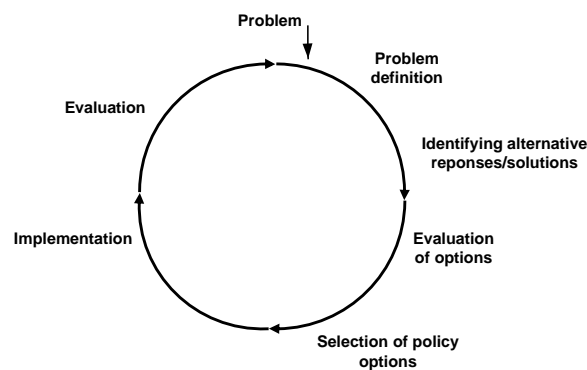 Problem
Problem
definition
Identifying alternative
reponses/solutions
Evaluation
of options
Selection of policy
options
Implementation
Evaluation